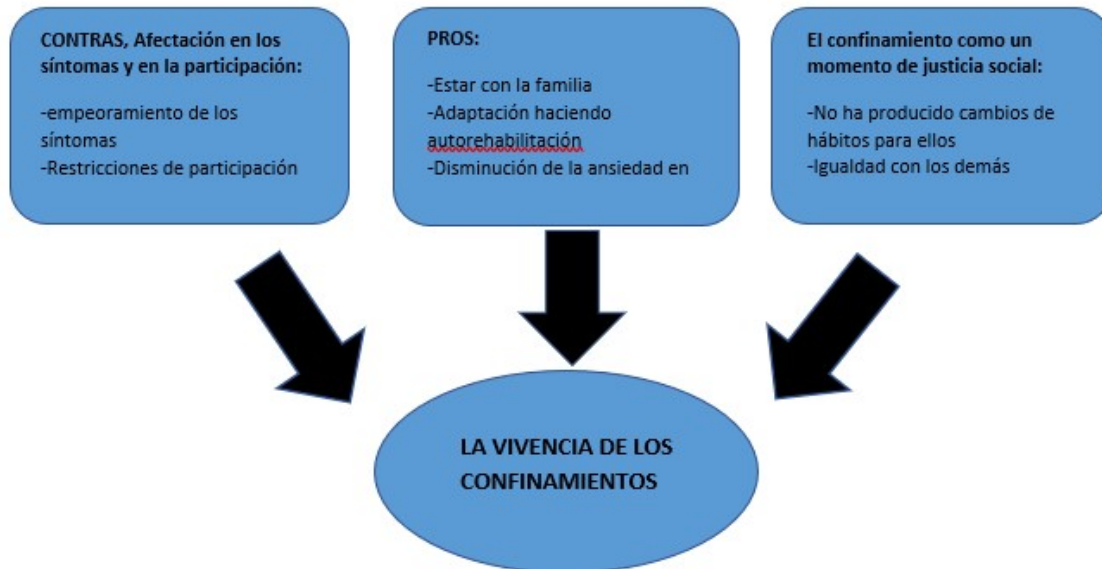 CONTRAS, Afectación en los
síntomas y en la participación:
-empeoramiento de los
síntomas
-Restricciones de participación
PROS:
-Estar con la familia
-Adaptación haciendo
autorehabilitación
-Disminución de la ansiedad en
El confinamiento como un
momento de justicia social:
-No ha producido cambios de
hábitos para ellos
-Igualdad con los demás
LA VIVENCIA DE LOS
CONFINAMIENTOS